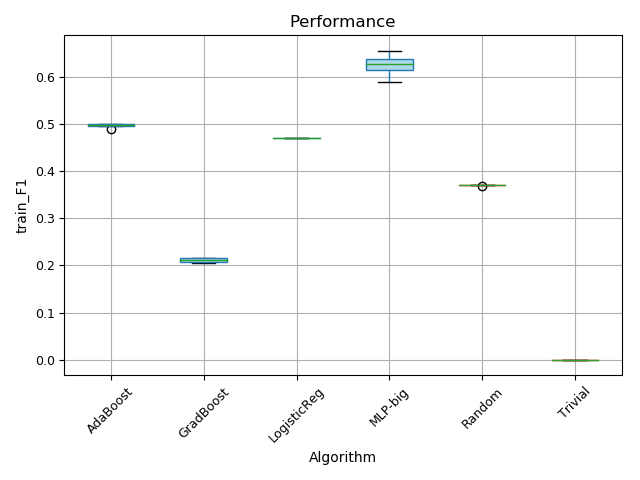 Performance
train_F1
0.6
0.5
0.4
0.3
0.2
0.1
0.0
AdaBoost
GradBoost
LogisticReg
MLP-big
Random
Trivial
Algorithm